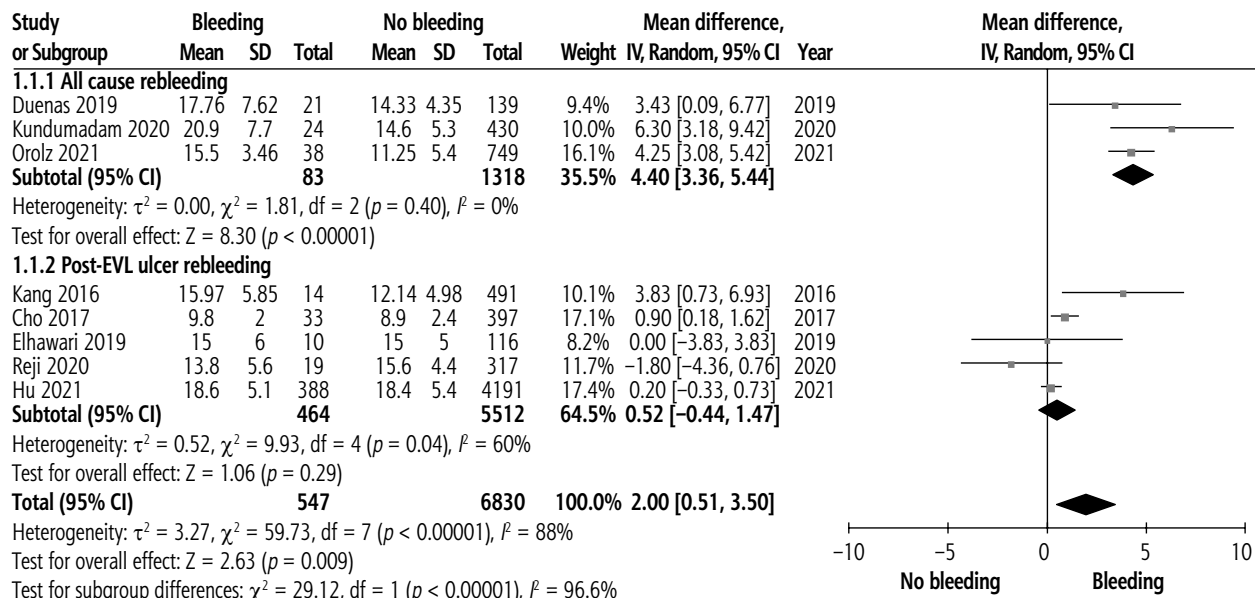 Study Bleeding No bleeding Mean difference, Mean difference,
or Subgroup Mean SD Total Mean SD Total Weight IV, Random, 95% CI Year IV, Random, 95% CI
1.1.1 All cause rebleeding
Duenas 2019 17.76 7.62 21 14.33 4.35 139 9.4% 3.43 [0.09, 6.77] 2019
Kundumadam 2020 20.9 7.7 24 14.6 5.3 430 10.0% 6.30 [3.18, 9.42] 2020
Orolz 2021 15.5 3.46 38 11.25 5.4 749 16.1% 4.25 [3.08, 5.42] 2021
Subtotal (95% CI) 83 1318 35.5% 4.40 [3.36, 5.44]
Heterogeneity: τ² = 0.00, χ² = 1.81, df = 2 (p = 0.40), I² = 0%
Test for overall effect: Z = 8.30 (p < 0.00001)
1.1.2 Post-EVL ulcer rebleeding
Kang 2016 15.97 5.85 14 12.14 4.98 491 10.1% 3.83 [0.73, 6.93] 2016
Cho 2017 9.8 2 33 8.9 2.4 397 17.1% 0.90 [0.18, 1.62] 2017
Elhawari 2019 15 6 10 15 5 116 8.2% 0.00 [−3.83, 3.83] 2019
Reji 2020 13.8 5.6 19 15.6 4.4 317 11.7% −1.80 [−4.36, 0.76] 2020
Hu 2021 18.6 5.1 388 18.4 5.4 4191 17.4% 0.20 [−0.33, 0.73] 2021
Subtotal (95% CI) 464 5512 64.5% 0.52 [−0.44, 1.47]
Heterogeneity: τ² = 0.52, χ² = 9.93, df = 4 (p = 0.04), I² = 60%
Test for overall effect: Z = 1.06 (p = 0.29)
Total (95% CI) 547 6830 100.0% 2.00 [0.51, 3.50]
Heterogeneity: τ² = 3.27, χ² = 59.73, df = 7 (p < 0.00001), I² = 88%
Test for overall effect: Z = 2.63 (p = 0.009)
Test for subgroup differences: χ² = 29.12, df = 1 (p < 0.00001), I² = 96.6%
−10 −5 0 5 10
No bleeding Bleeding